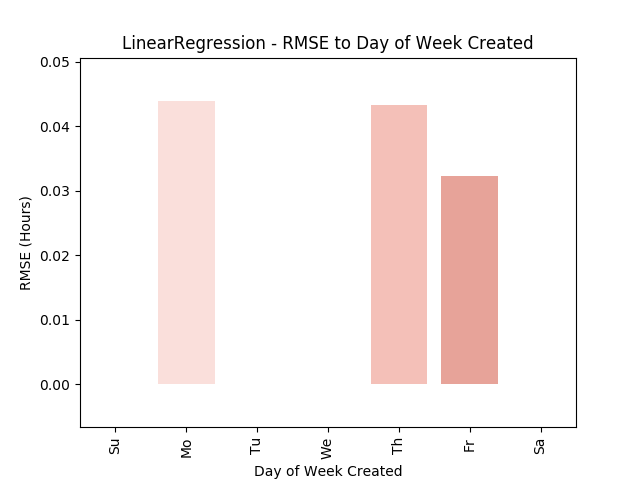 LinearRegression - RMSE to Day of Week Created
0.05
0.04
0.03
0.02
0.01
0.00
RMSE (Hours)
Su
Mo
Tu
We
Th
Fr
Sa
Day of Week Created